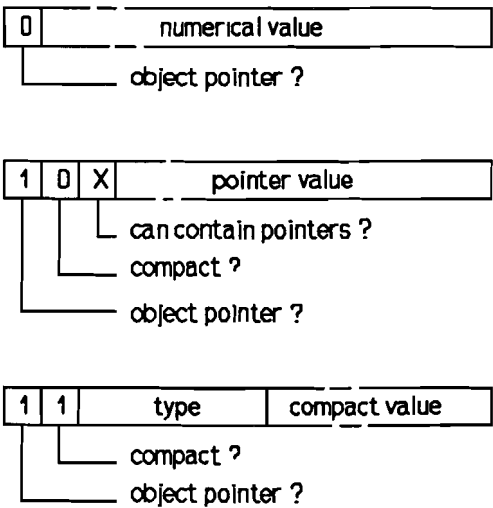 0 numerical value
object pointer ?
1 0 X pointer value
can contain pointers ?
compact ?
object pointer ?
1 1 type compact value
compact ?
object pointer ?